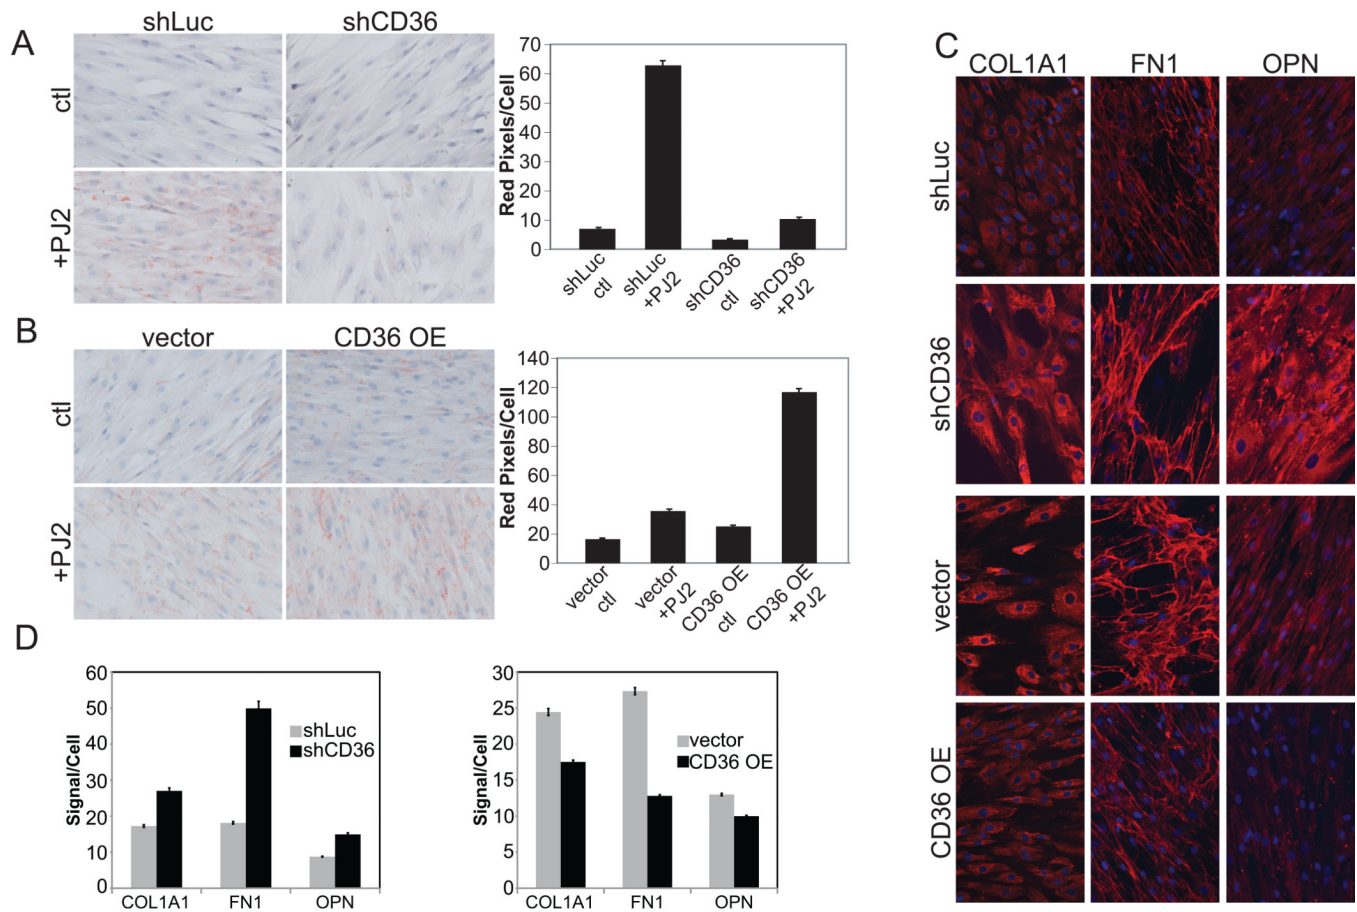 A
shLuc
shCD36
ctl
+PJ2
Red Pixels/Cell
70
60
50
40
30
20
10
0
shLuc
ctl
shLuc
+PJ2
shCD36
ctl
shCD36
+PJ2
B
vector
CD36 OE
ctl
+PJ2
Red Pixels/Cell
140
120
100
80
60
40
20
0
vector
ctl
vector
+PJ2
CD36 OE
ctl
CD36 OE
+PJ2
C
COL1A1
FN1
OPN
shLuc
shCD36
vector
CD36 OE
D
Signal/Cell
60
50
40
30
20
10
0
shLuc
shCD36
COL1A1
FN1
OPN
Signal/Cell
30
25
20
15
10
5
0
vector
CD36 OE
COL1A1
FN1
OPN